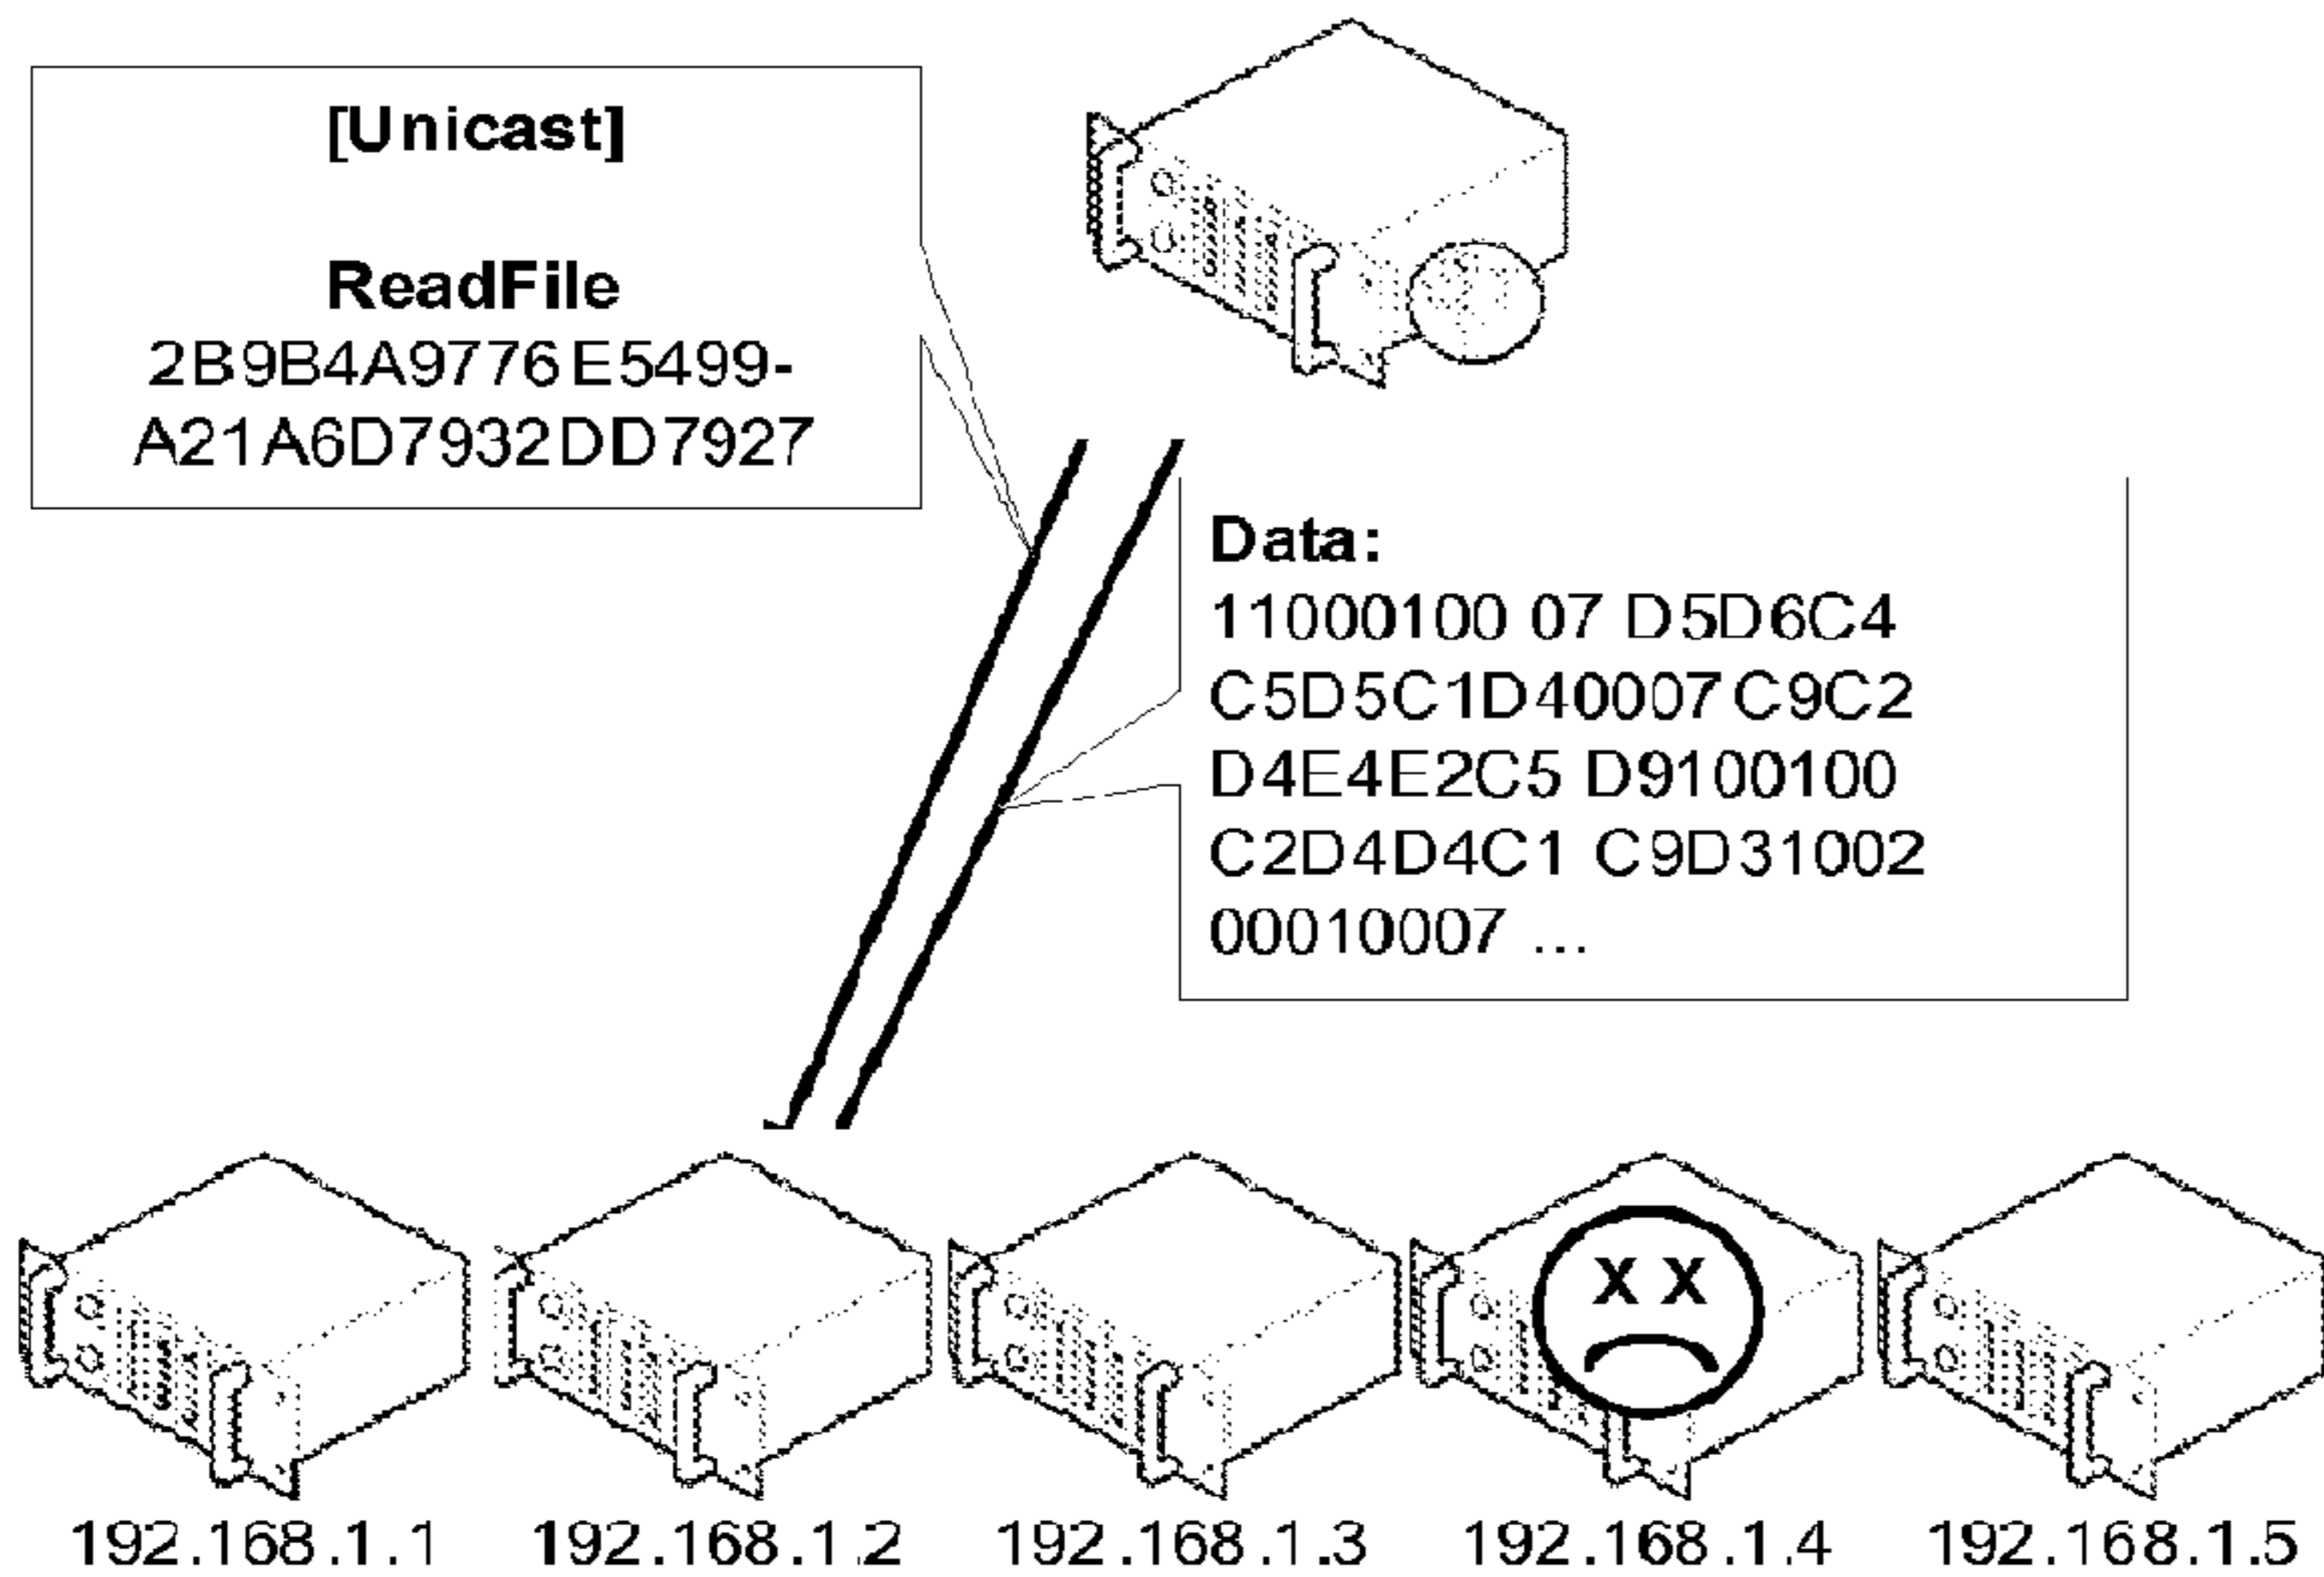 [Unicast]
ReadFile
2B9B4A9776E5499-
A21A6D7932DD7927
Data:
11000100 07 D5D6C4
C5D5C1D40007C9C2
D4E4E2C5 D9100100
C2D4D4C1 C9D31002
00010007 ...
X X
192.168.1.1 192.168.1.2 192.168.1.3 192.168.1.4 192.168.1.5